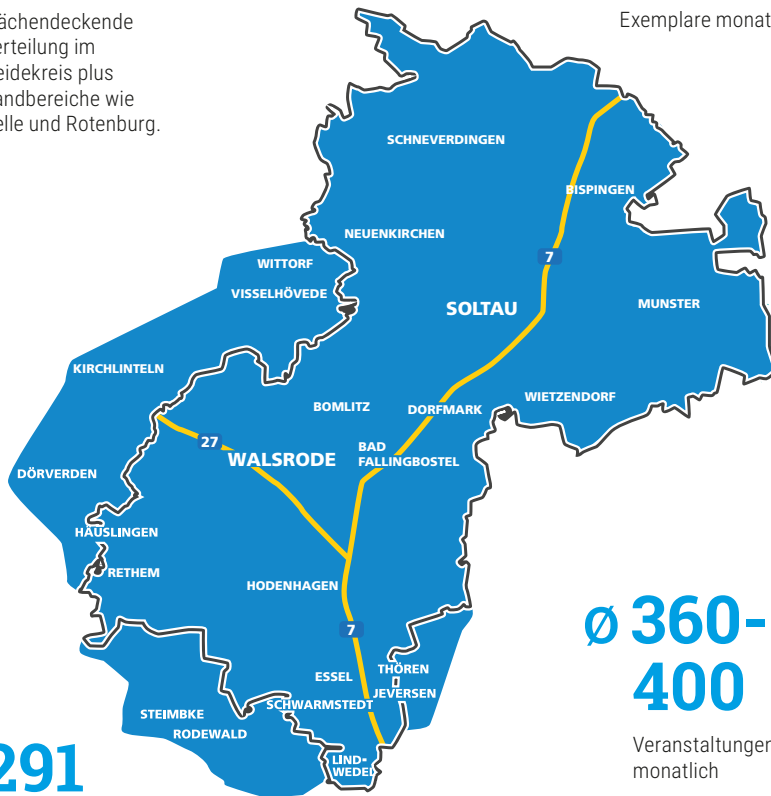 ächendeckende
erteilung im
eidekreis plus
andbereiche wie
elle und Rotenburg.
Exemplare monat
SCHNEVERDINGEN
BISPINGEN
NEUENKIRCHEN
WITTORF
7
VISSELHÖVEDE
SOLTAU
MUNSTER
KIRCHLINTELN
WIETZENDORF
BOMLITZ
DORFMARK
27
WALSRODE
BAD
FALLINGBOSTEL
DÖRVERDEN
HÄUSLINGEN
RETHEM
HODENHAGEN
7
ESSEL
THÖREN
JEVERSEN
SCHWARMSTEDT
STEIMBKE
RODEWALD
LIND-
WEDEL
291
Ø 360-
400
Veranstaltungen
monatlich